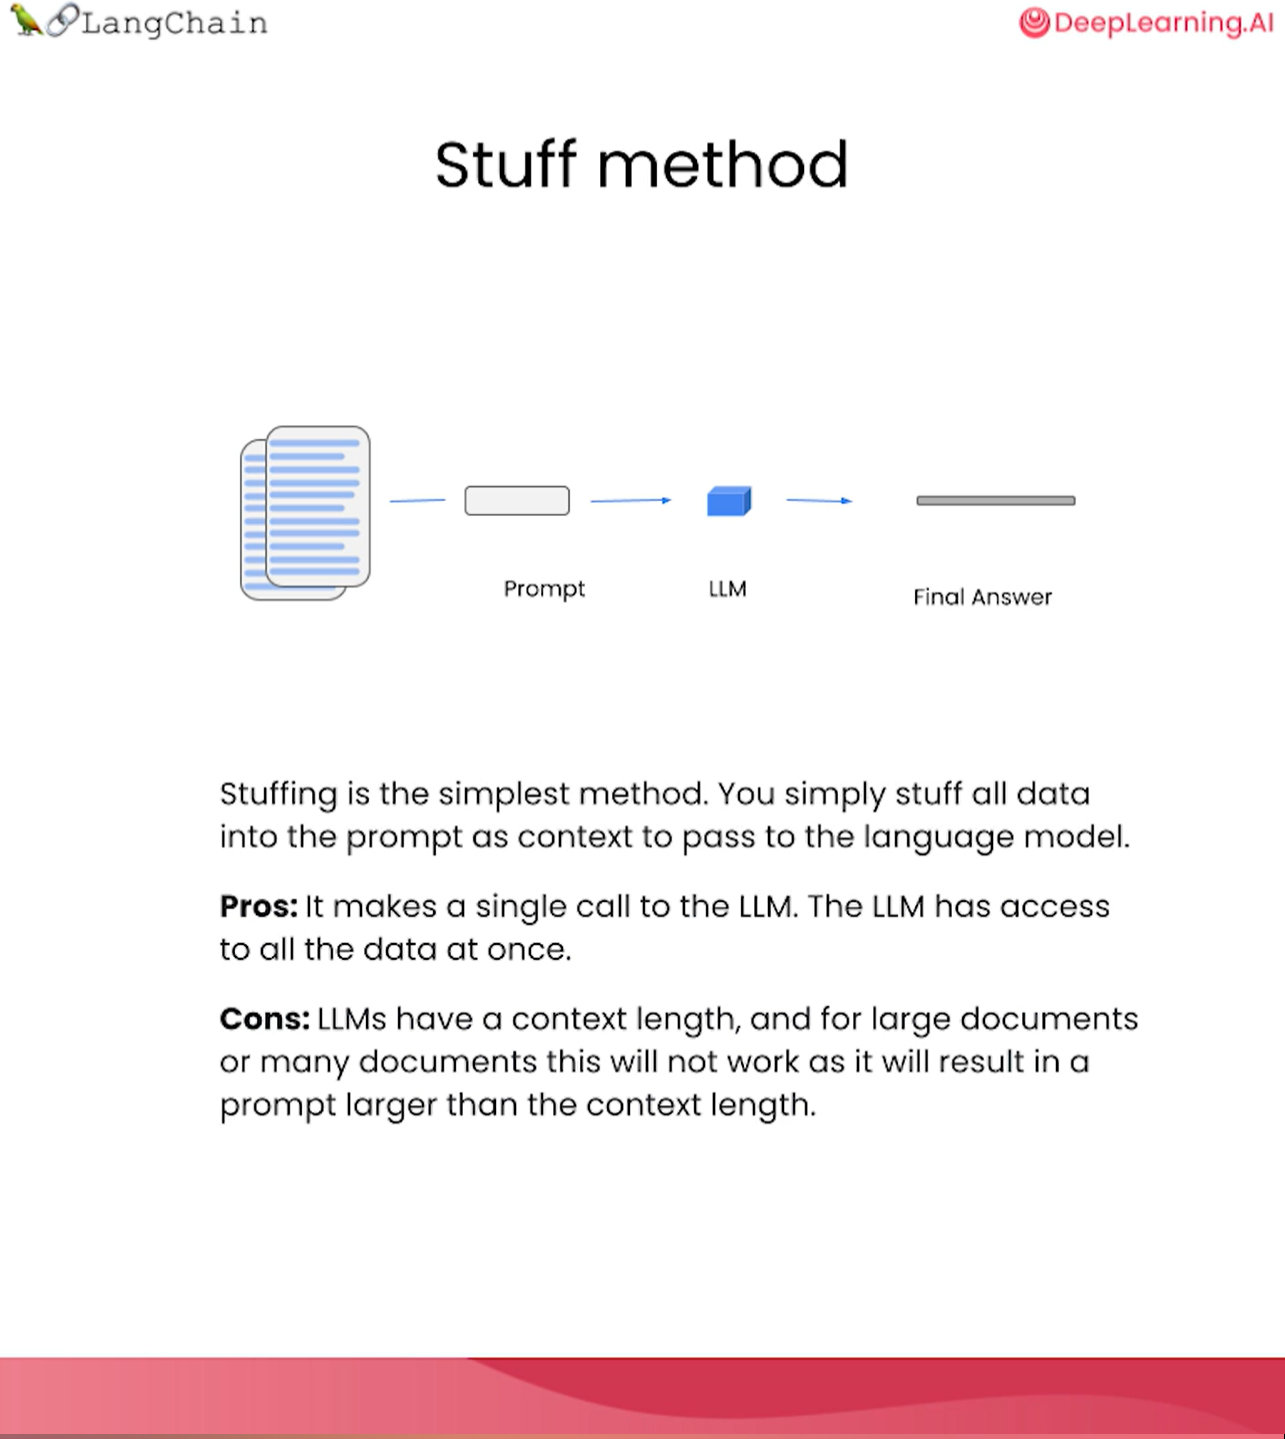 LangChain
DeepLearning.AI
Stuff method
Prompt
LLM
Final Answer
Stuffing is the simplest method. You simply stuff all data
into the prompt as context to pass to the language model.
Pros: It makes a single call to the LLM. The LLM has access
to all the data at once.
Cons: LLMs have a context length, and for large documents
or many documents this will not work as it will result in a
prompt larger than the context length.